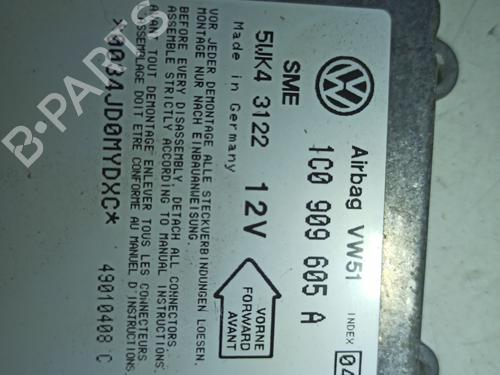 Airbag VW51
1C0 909 605 A
INDEX 04
SME
5WK4 3122 12V
Made in Germany
VORNE
FORWARD
AVANT
VOR JEDER DEMONTAGE ALLE STECKVERBINDUNGEN LOESEN,
MONTAGE NUR NACH EINBAUANWEISUNG.
BEFORE EVERY DISASSEMBLY, DETACH ALL CONNECTORS.
ASSEMBLE STRICTLY ACCORDING TO MANUAL INSTRUCTIONS
AVANT TOUT DEMONTAGE ENLEVER TOUS LES CONNECTEURS
ASSEMBLAGE DOIT ETRE CONFORME AU MANUEL D'INSTRUCTIONS.
*0034JD0MYDXC*
49010408 C
B-PARTS